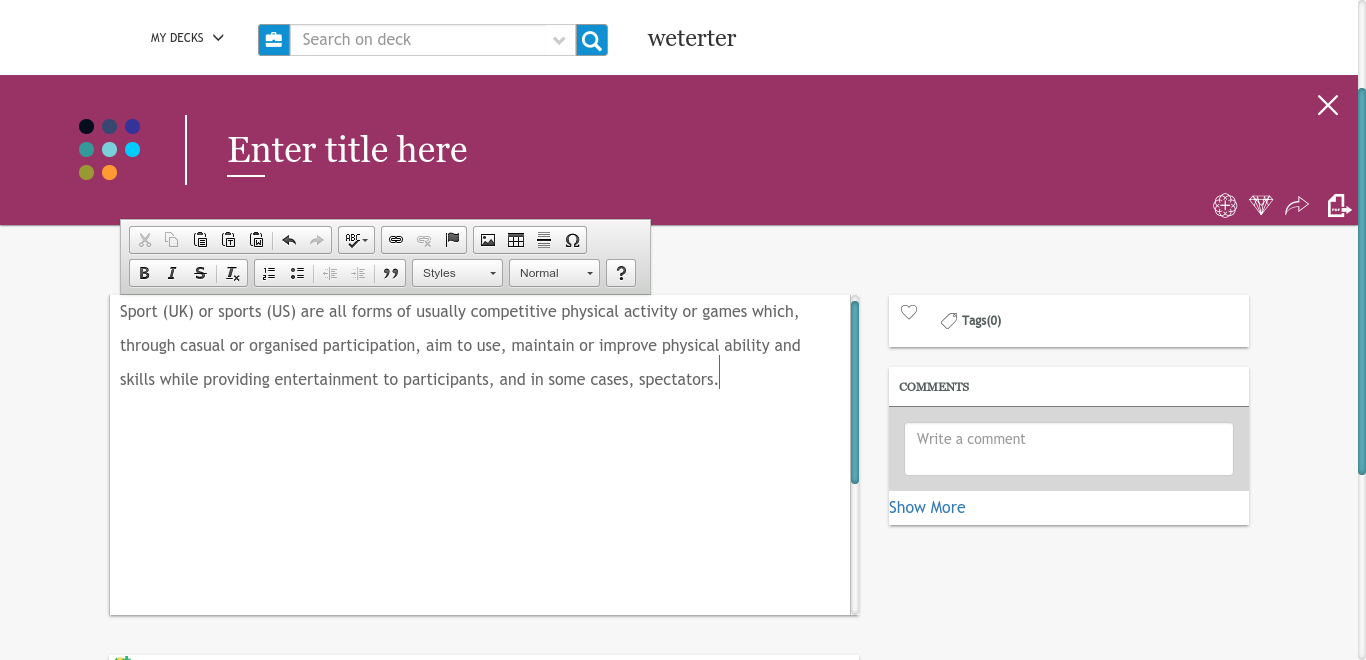 MY DECKS
Search on deck
weterter
Enter title here
PDF
ABC
B I S Tx
Styles
Normal
?
Sport (UK) or sports (US) are all forms of usually competitive physical activity or games which,
through casual or organised participation, aim to use, maintain or improve physical ability and
skills while providing entertainment to participants, and in some cases, spectators.
Tags(0)
COMMENTS
Write a comment
Show More